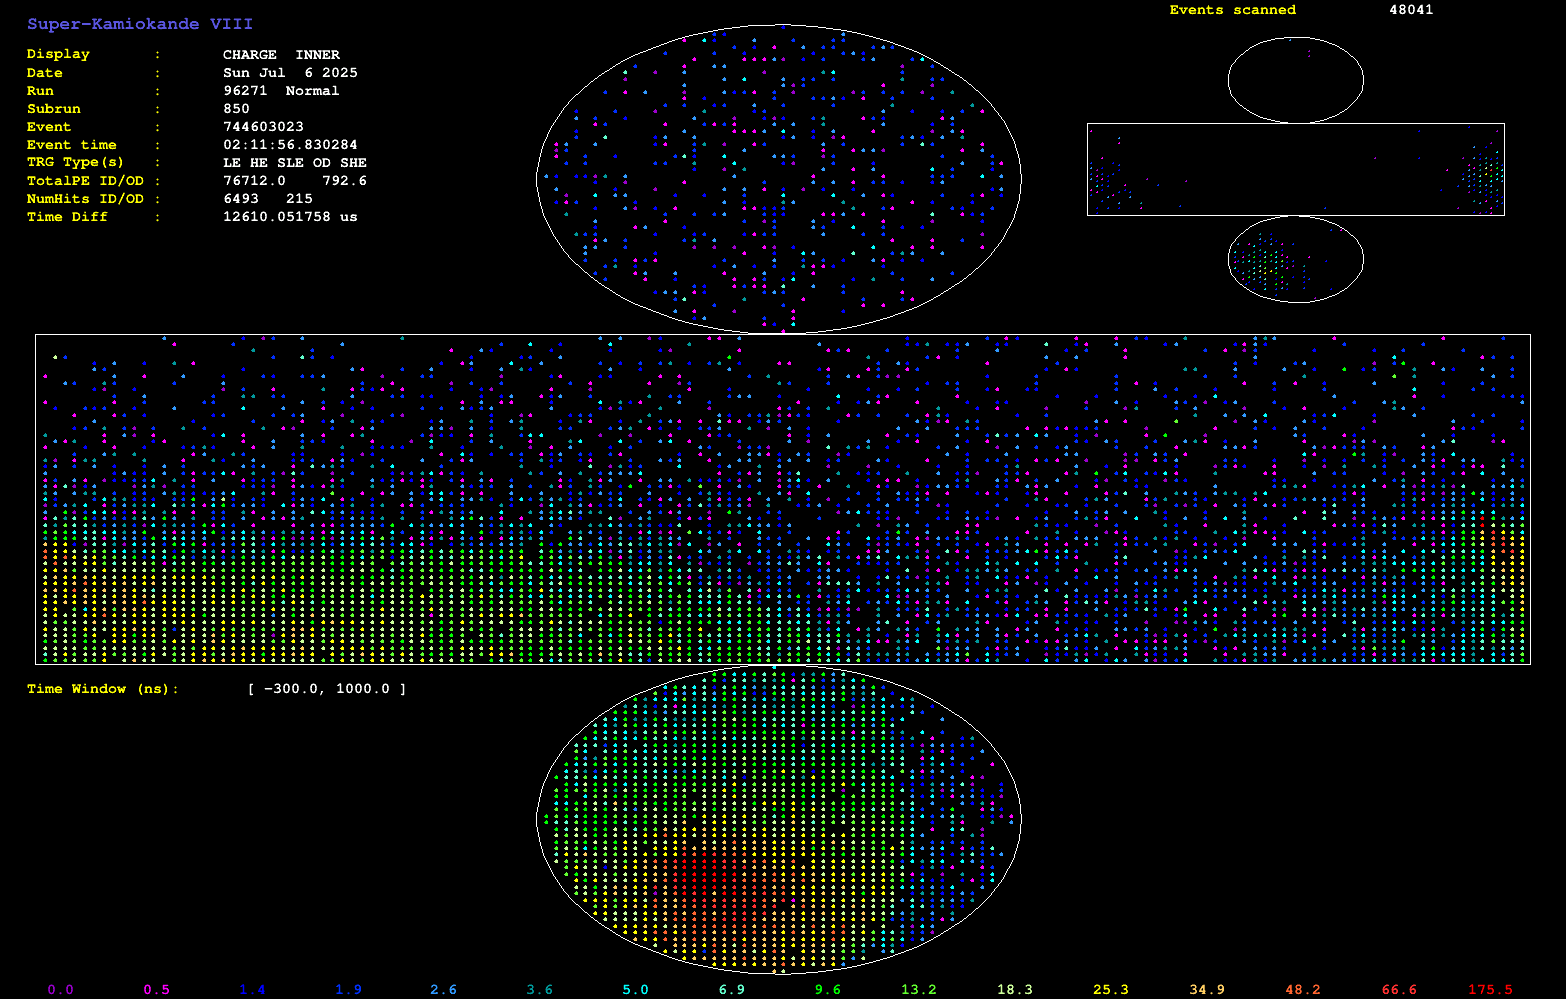 Super-Kamiokande VIII
Events scanned 48041
Display : CHARGE INNER
Date : Sun Jul 6 2025
Run : 96271 Normal
Subrun : 850
Event : 744603023
Event time : 02:11:56.830284
TRG Type(s) : LE HE SLE OD SHE
TotalPE ID/OD : 76712.0 792.6
NumHits ID/OD : 6493 215
Time Diff : 12610.051758 us
Time Window (ns): [ -300.0, 1000.0 ]
0.0 0.5 1.4 1.9 2.6 3.6 5.0 6.9 9.6 13.2 18.3 25.3 34.9 48.2 66.6 175.5